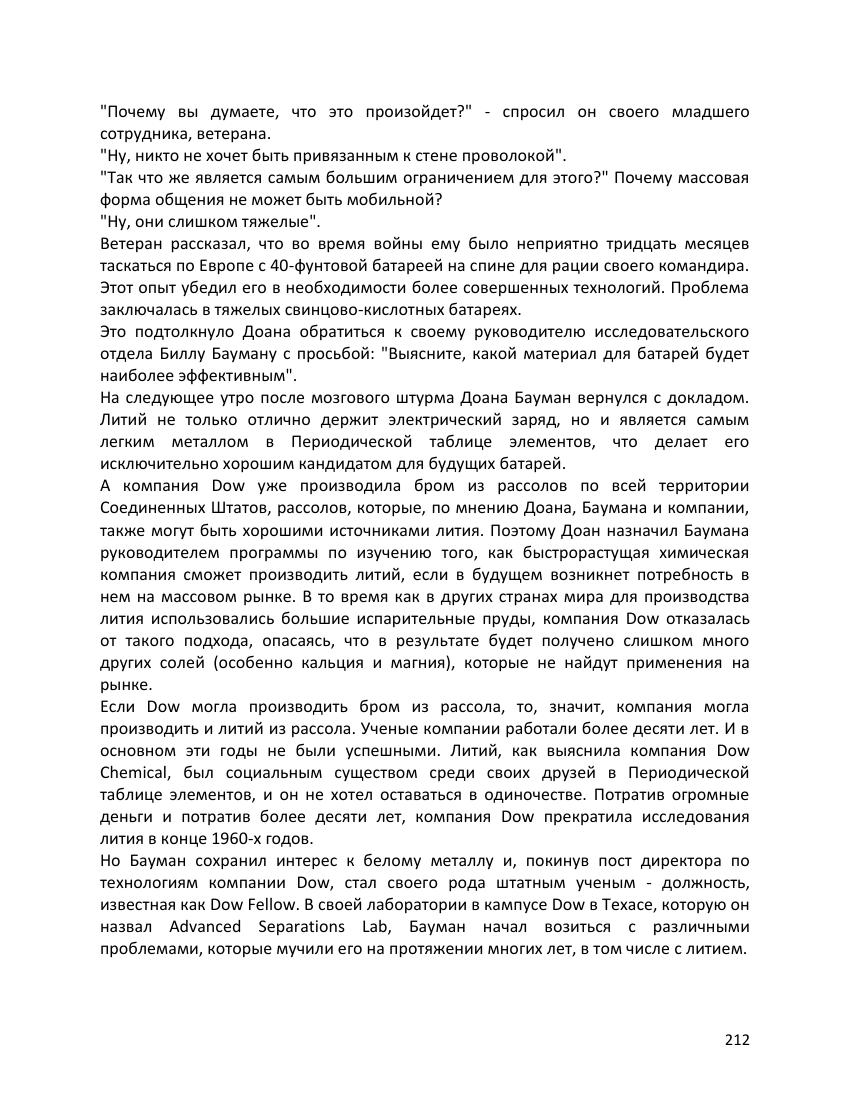 "Почему вы думаете, что это произойдет?" - спросил он своего младшего
сотрудника, ветерана.
"Ну, никто не хочет быть привязанным к стене проволокой".
"Так что же является самым большим ограничением для этого?" Почему массовая
форма общения не может быть мобильной?
"Ну, они слишком тяжелые".
Ветеран рассказал, что во время войны ему было неприятно тридцать месяцев
таскаться по Европе с 40-фунтовой батареей на спине для рации своего командира.
Этот опыт убедил его в необходимости более совершенных технологий. Проблема
заключалась в тяжелых свинцово-кислотных батареях.
Это подтолкнуло Доана обратиться к своему руководителю исследовательского
отдела Биллу Бауману с просьбой: "Выясните, какой материал для батарей будет
наиболее эффективным".
На следующее утро после мозгового штурма Доана Бауман вернулся с докладом.
Литий не только отлично держит электрический заряд, но и является самым
легким металлом в Периодической таблице элементов, что делает его
исключительно хорошим кандидатом для будущих батарей.
А компания Dow уже производила бром из рассолов по всей территории
Соединенных Штатов, рассолов, которые, по мнению Доана, Баумана и компании,
также могут быть хорошими источниками лития. Поэтому Доан назначил Баумана
руководителем программы по изучению того, как быстрорастущая химическая
компания сможет производить литий, если в будущем возникнет потребность в
нем на массовом рынке. В то время как в других странах мира для производства
лития использовались большие испарительные пруды, компания Dow отказалась
от такого подхода, опасаясь, что в результате будет получено слишком много
других солей (особенно кальция и магния), которые не найдут применения на
рынке.
Если Dow могла производить бром из рассола, то, значит, компания могла
производить и литий из рассола. Ученые компании работали более десяти лет. И в
основном эти годы не были успешными. Литий, как выяснила компания Dow
Chemical, был социальным существом среди своих друзей в Периодической
таблице элементов, и он не хотел оставаться в одиночестве. Потратив огромные
деньги и потратив более десяти лет, компания Dow прекратила исследования
лития в конце 1960-х годов.
Но Бауман сохранил интерес к белому металлу и, покинув пост директора по
технологиям компании Dow, стал своего рода штатным ученым - должность,
известная как Dow Fellow. В своей лаборатории в кампусе Dow в Техасе, которую он
назвал Advanced Separations Lab, Бауман начал возиться с различными
проблемами, которые мучили его на протяжении многих лет, в том числе с литием.
212